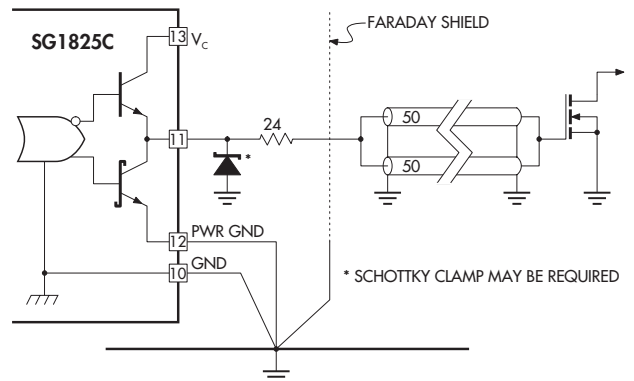 FARADAY SHIELD
SG1825C
13 V_C
11
24
*
50
50
12 PWR GND
10 GND
* SCHOTTKY CLAMP MAY BE REQUIRED